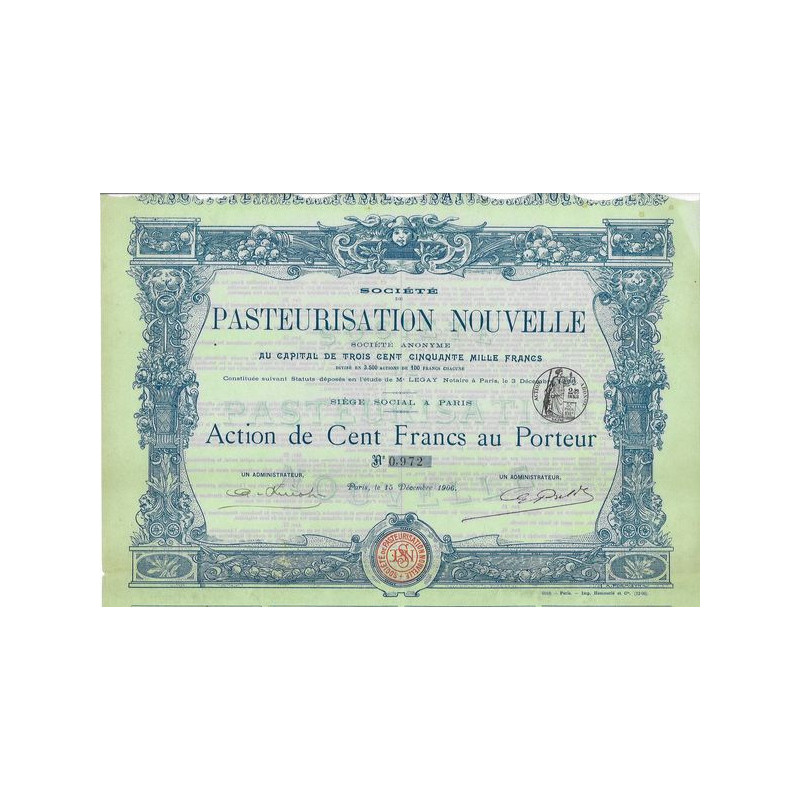 SOCIÉTÉ
DE
PASTEURISATION NOUVELLE
SOCIÉTÉ ANONYME
AU CAPITAL DE TROIS CENT CINQUANTE MILLE FRANCS
DIVISÉ EN 3.500 ACTIONS DE 100 FRANCS CHACUNE
Constituée suivant Statuts déposés en l'étude de Me LEGAY Notaire à Paris, le 3 Décembre
SIÈGE SOCIAL A PARIS
Action de Cent Francs au Porteur
No 0,972
UN ADMINISTRATEUR,
Paris, le 15 Décembre 1906.
UN ADMINISTRATEUR,
SOCIÉTÉ DE PASTEURISATION NOUVELLE